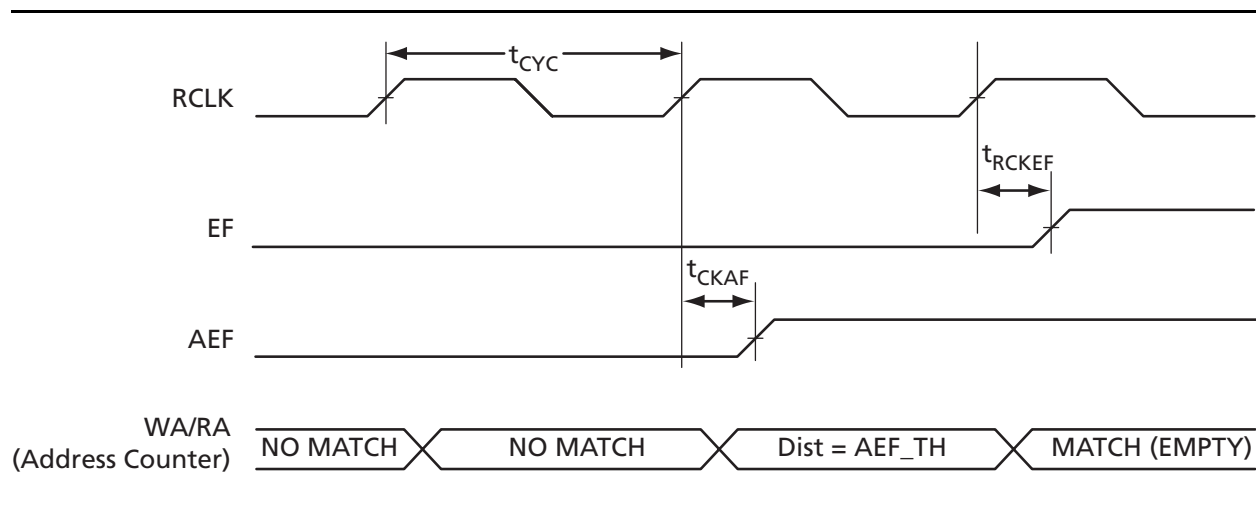 tCYC
RCLK
tRCKEF
EF
tCKAF
AEF
WA/RA
(Address Counter)
NO MATCH
NO MATCH
Dist = AEF_TH
MATCH (EMPTY)